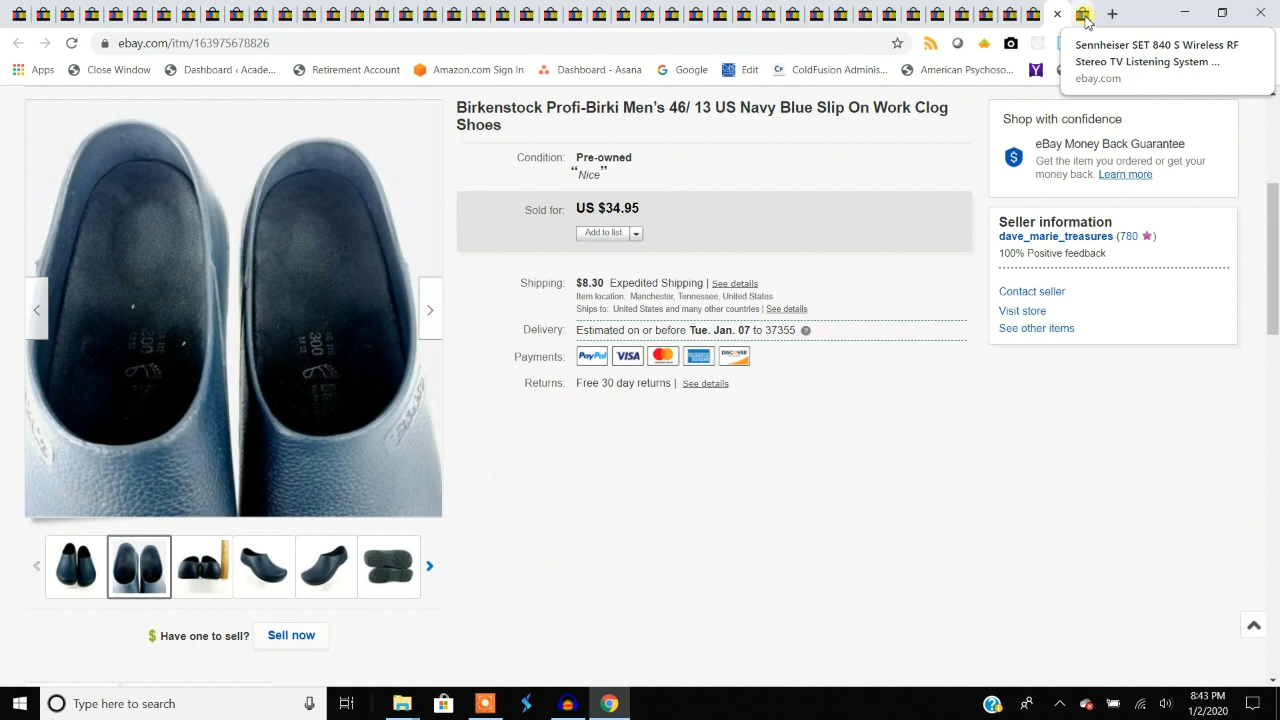 ebay.com/itm/163975678826
Sennheiser SET 840 S Wireless RF
Stereo TV Listening System ...
ebay.com
Apps
Close Window
Dashboard ‹ Acade...
Retirement Account
Amazon.com Sign In
Dashboard - Asana
Google
Edit
CF
ColdFusion Adminis...
American Psychoso...
Birkenstock Profi-Birki Men's 46/ 13 US Navy Blue Slip On Work Clog
Shoes
Condition: Pre-owned
“Nice”
Sold for: US $34.95
Add to list
Shipping: $8.30 Expedited Shipping | See details
Item location: Manchester, Tennessee, United States
Ships to: United States and many other countries | See details
Delivery: Estimated on or before Tue. Jan. 07 to 37355
Payments: PayPal VISA MasterCard DISCOVER
Returns: Free 30 day returns | See details
Shop with confidence
eBay Money Back Guarantee
Get the item you ordered or get your
money back. Learn more
Seller information
dave_marie_treasures (780)
100% Positive feedback
Contact seller
Visit store
See other items
300
Have one to sell? Sell now
Type here to search
8:43 PM
1/2/2020